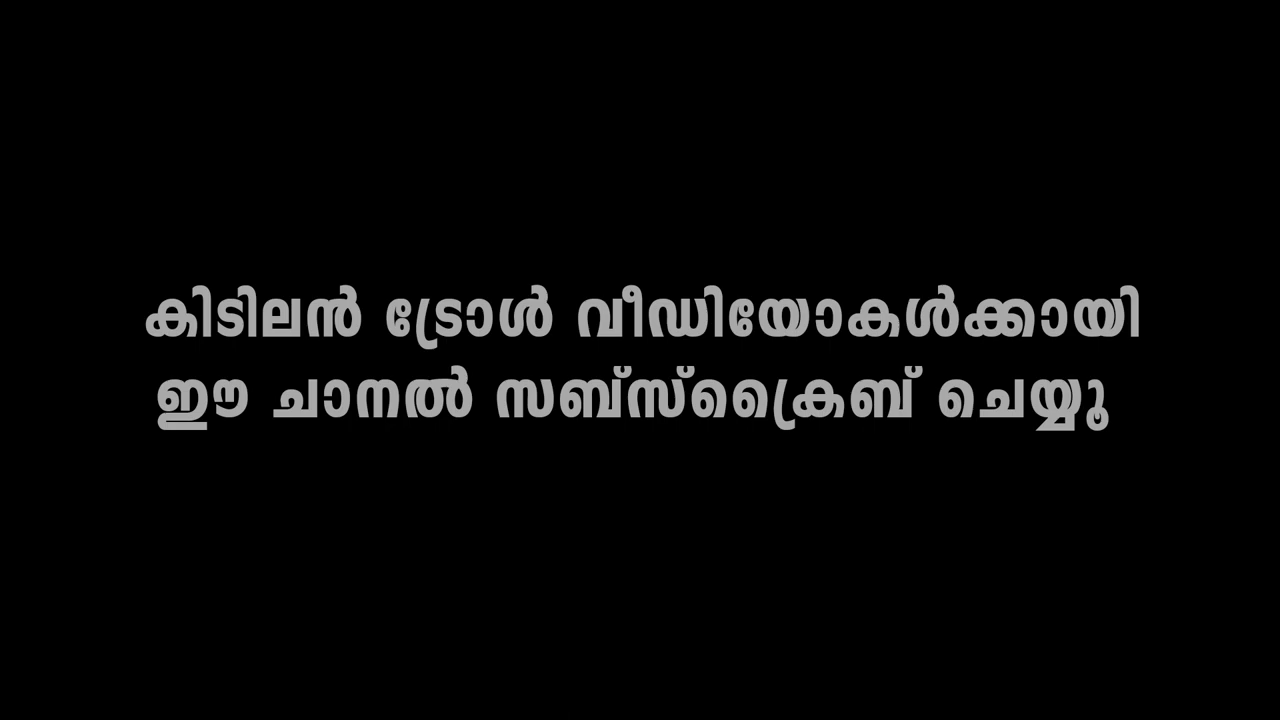 കിടിലൻ ട്രോൾ വീഡിയോകൾക്കായി
ഈ ചാനൽ സബ്സ്ക്രൈബ് ചെയ്യൂ